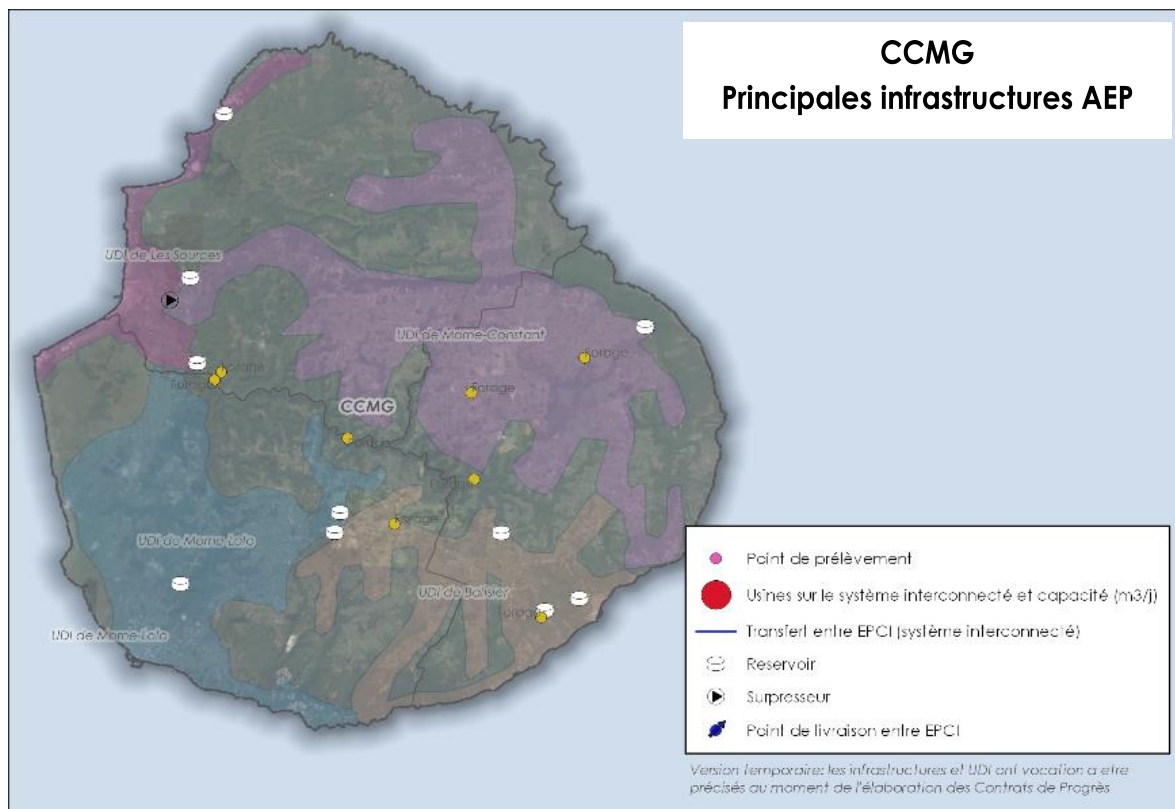 CCMG
Principales infrastructures AEP
UDI de Les Sources
UDI de Morne-Constant
Forage
Forage
Forage
CCMG
Forage
UDI de Morne-Lolo
UDI du Balisier
Forage
UDI de Morne-Lolo
Point de prélèvement
Usines sur le système interconnecté et capacité (m3/j)
Transfert entre EPCI (système interconnecté)
Reservoir
Surpresseur
Point de livraison entre EPCI
Version temporaire: les infrastructures et UDI ont vocation a etre
précisés au moment de l'élaboration des Contrats de Progrès